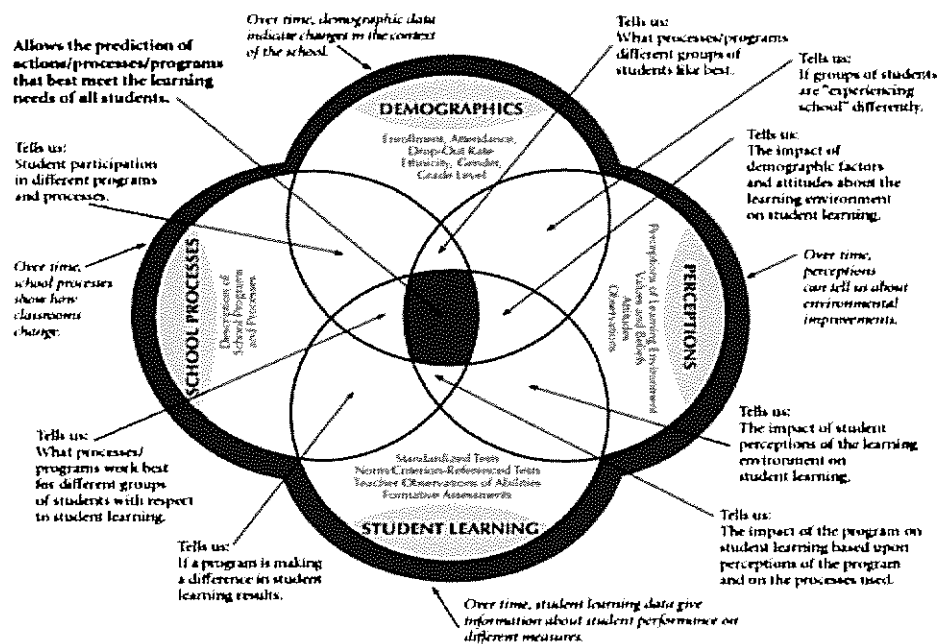 Over time, demographic data
indicate changes in the context
of the school.
Allows the prediction of
actions/processes/programs
that best meet the learning
needs of all students.
Tells us:
What processes/programs
different groups of
students like best.
Tells us:
If groups of students
are "experiencing
school" differently.
Tells us:
Student participation
in different programs
and processes.
DEMOGRAPHICS
Enrollment, Attendance,
Drop-Out Rate
Ethnicity, Gender,
Grade Level
Tells us:
The impact of
demographic factors
and attitudes about the
learning environment
on student learning.
Over time,
school processes
show how
classrooms
change.
SCHOOL PROCESSES
Description of
School Programs
and Processes
PERCEPTIONS
Perceptions of Learning Environment
Values and Beliefs
Attitudes
Observations
Over time,
perceptions
can tell us about
environmental
improvements.
Tells us:
What processes/
programs work best
for different groups
of students with respect
to student learning.
Standardized Tests
Norm/Criterion-Referenced Tests
Teacher Observations of Abilities
Formative Assessments
STUDENT LEARNING
Tells us:
The impact of student
perceptions of the learning
environment on
student learning.
Tells us:
If a program is making
a difference in student
learning results.
Tells us:
The impact of the program on
student learning based upon
perceptions of the program
and on the processes used.
Over time, student learning data give
information about student performance on
different measures.